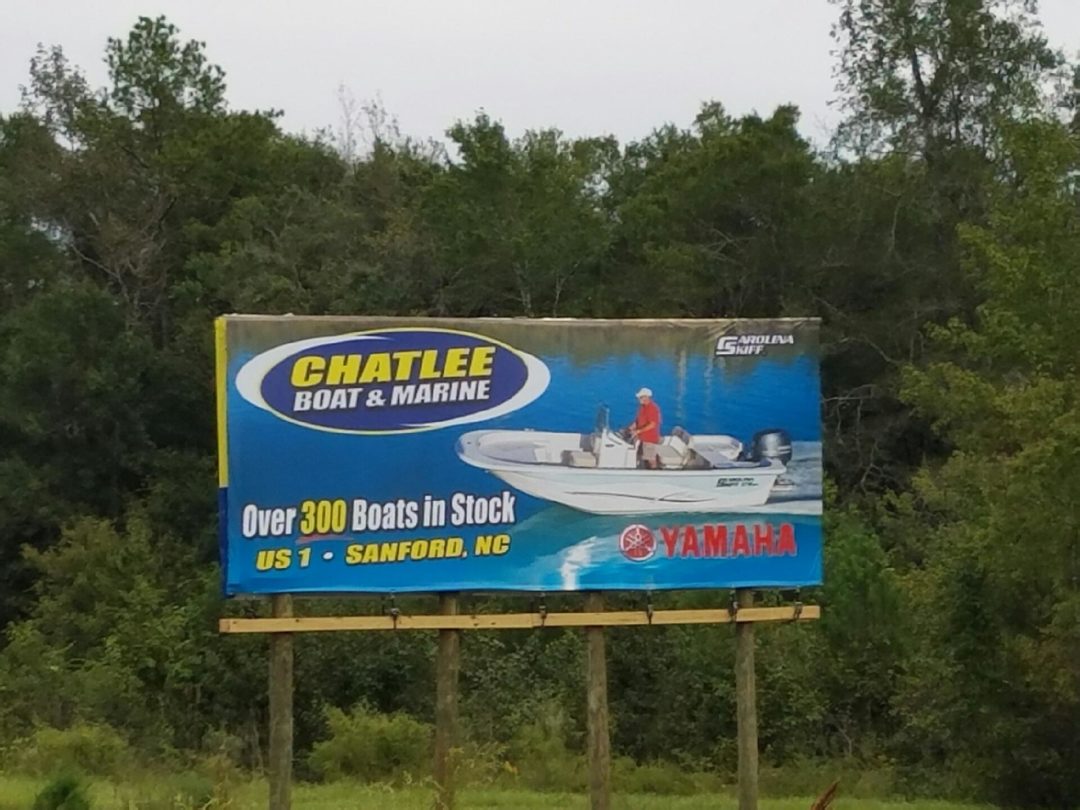 CHATLEE
BOAT & MARINE
CAROLINA
SKIFF
Over 300 Boats in Stock
US 1 • SANFORD, NC
YAMAHA